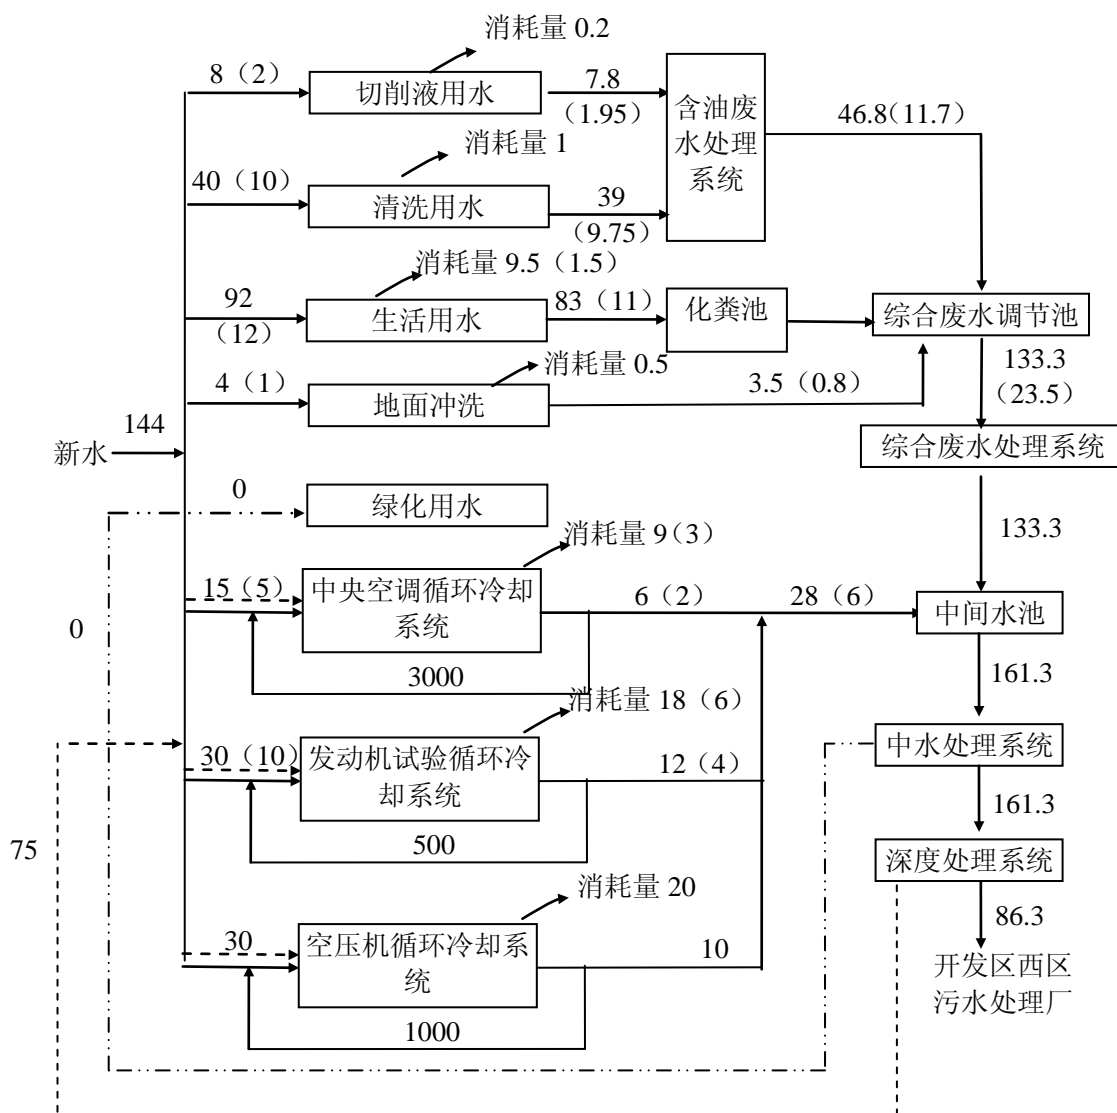 消耗量 0.2
8（2）
切削液用水
7.8
（1.95）
含油废
水处理
系统
46.8(11.7)
消耗量 1
40（10）
清洗用水
39
（9.75）
消耗量 9.5（1.5）
92
（12）
生活用水
83（11）
化粪池
综合废水调节池
消耗量 0.5
4（1）
地面冲洗
3.5（0.8）
133.3
（23.5）
144
新水
综合废水处理系统
0
绿化用水
133.3
消耗量 9(3）
15（5）
中央空调循环冷却
系统
6（2）
28（6）
中间水池
0
3000
161.3
消耗量 18（6）
30（10）
发动机试验循环冷
却系统
12（4）
中水处理系统
161.3
500
75
深度处理系统
消耗量 20
86.3
30
空压机循环冷却系
统
10
开发区西区
污水处理厂
1000